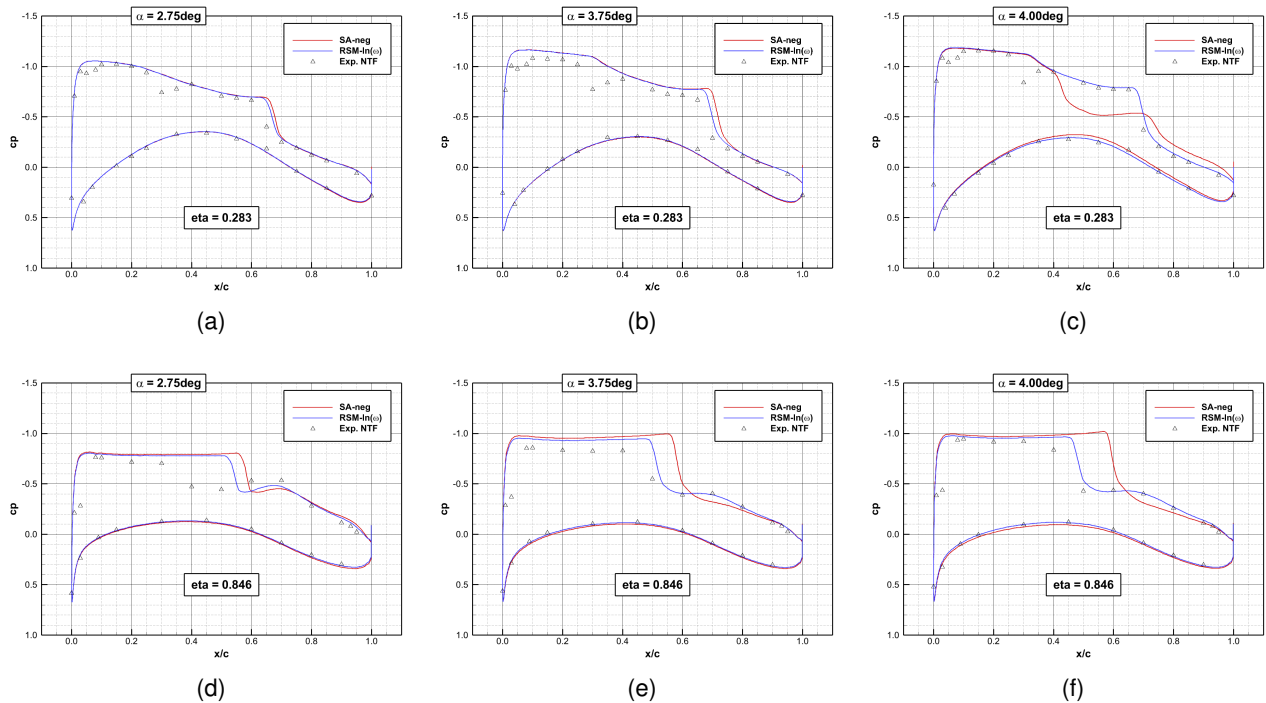 α = 2.75deg
-1.5
-1.0
-0.5
0.0
0.5
1.0
cp
SA-neg
RSM-ln(ω)
Exp. NTF
eta = 0.283
0.0 0.2 0.4 0.6 0.8 1.0
x/c
(a)
α = 3.75deg
-1.5
-1.0
-0.5
0.0
0.5
1.0
cp
SA-neg
RSM-ln(ω)
Exp. NTF
eta = 0.283
0.0 0.2 0.4 0.6 0.8 1.0
x/c
(b)
α = 4.00deg
-1.5
-1.0
-0.5
0.0
0.5
1.0
cp
SA-neg
RSM-ln(ω)
Exp. NTF
eta = 0.283
0.0 0.2 0.4 0.6 0.8 1.0
x/c
(c)
α = 2.75deg
-1.5
-1.0
-0.5
0.0
0.5
1.0
cp
SA-neg
RSM-ln(ω)
Exp. NTF
eta = 0.846
0.0 0.2 0.4 0.6 0.8 1.0
x/c
(d)
α = 3.75deg
-1.5
-1.0
-0.5
0.0
0.5
1.0
cp
SA-neg
RSM-ln(ω)
Exp. NTF
eta = 0.846
0.0 0.2 0.4 0.6 0.8 1.0
x/c
(e)
α = 4.00deg
-1.5
-1.0
-0.5
0.0
0.5
1.0
cp
SA-neg
RSM-ln(ω)
Exp. NTF
eta = 0.846
0.0 0.2 0.4 0.6 0.8 1.0
x/c
(f)